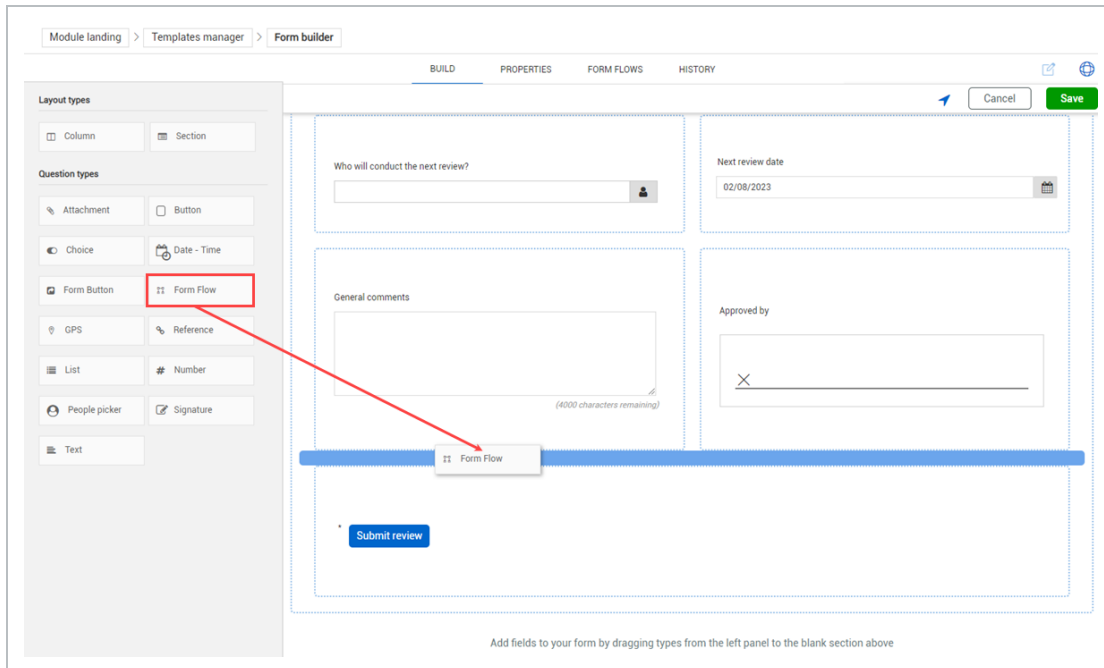 Module landing > Templates manager > Form builder
BUILD PROPERTIES FORM FLOWS HISTORY
Cancel Save
Layout types
Column Section
Question types
Attachment Button
Choice Date - Time
Form Button Form Flow
GPS Reference
List # Number
People picker Signature
Text
Who will conduct the next review?
Next review date
02/08/2023
General comments
(4000 characters remaining)
Approved by
Form Flow
* Submit review
Add fields to your form by dragging types from the left panel to the blank section above